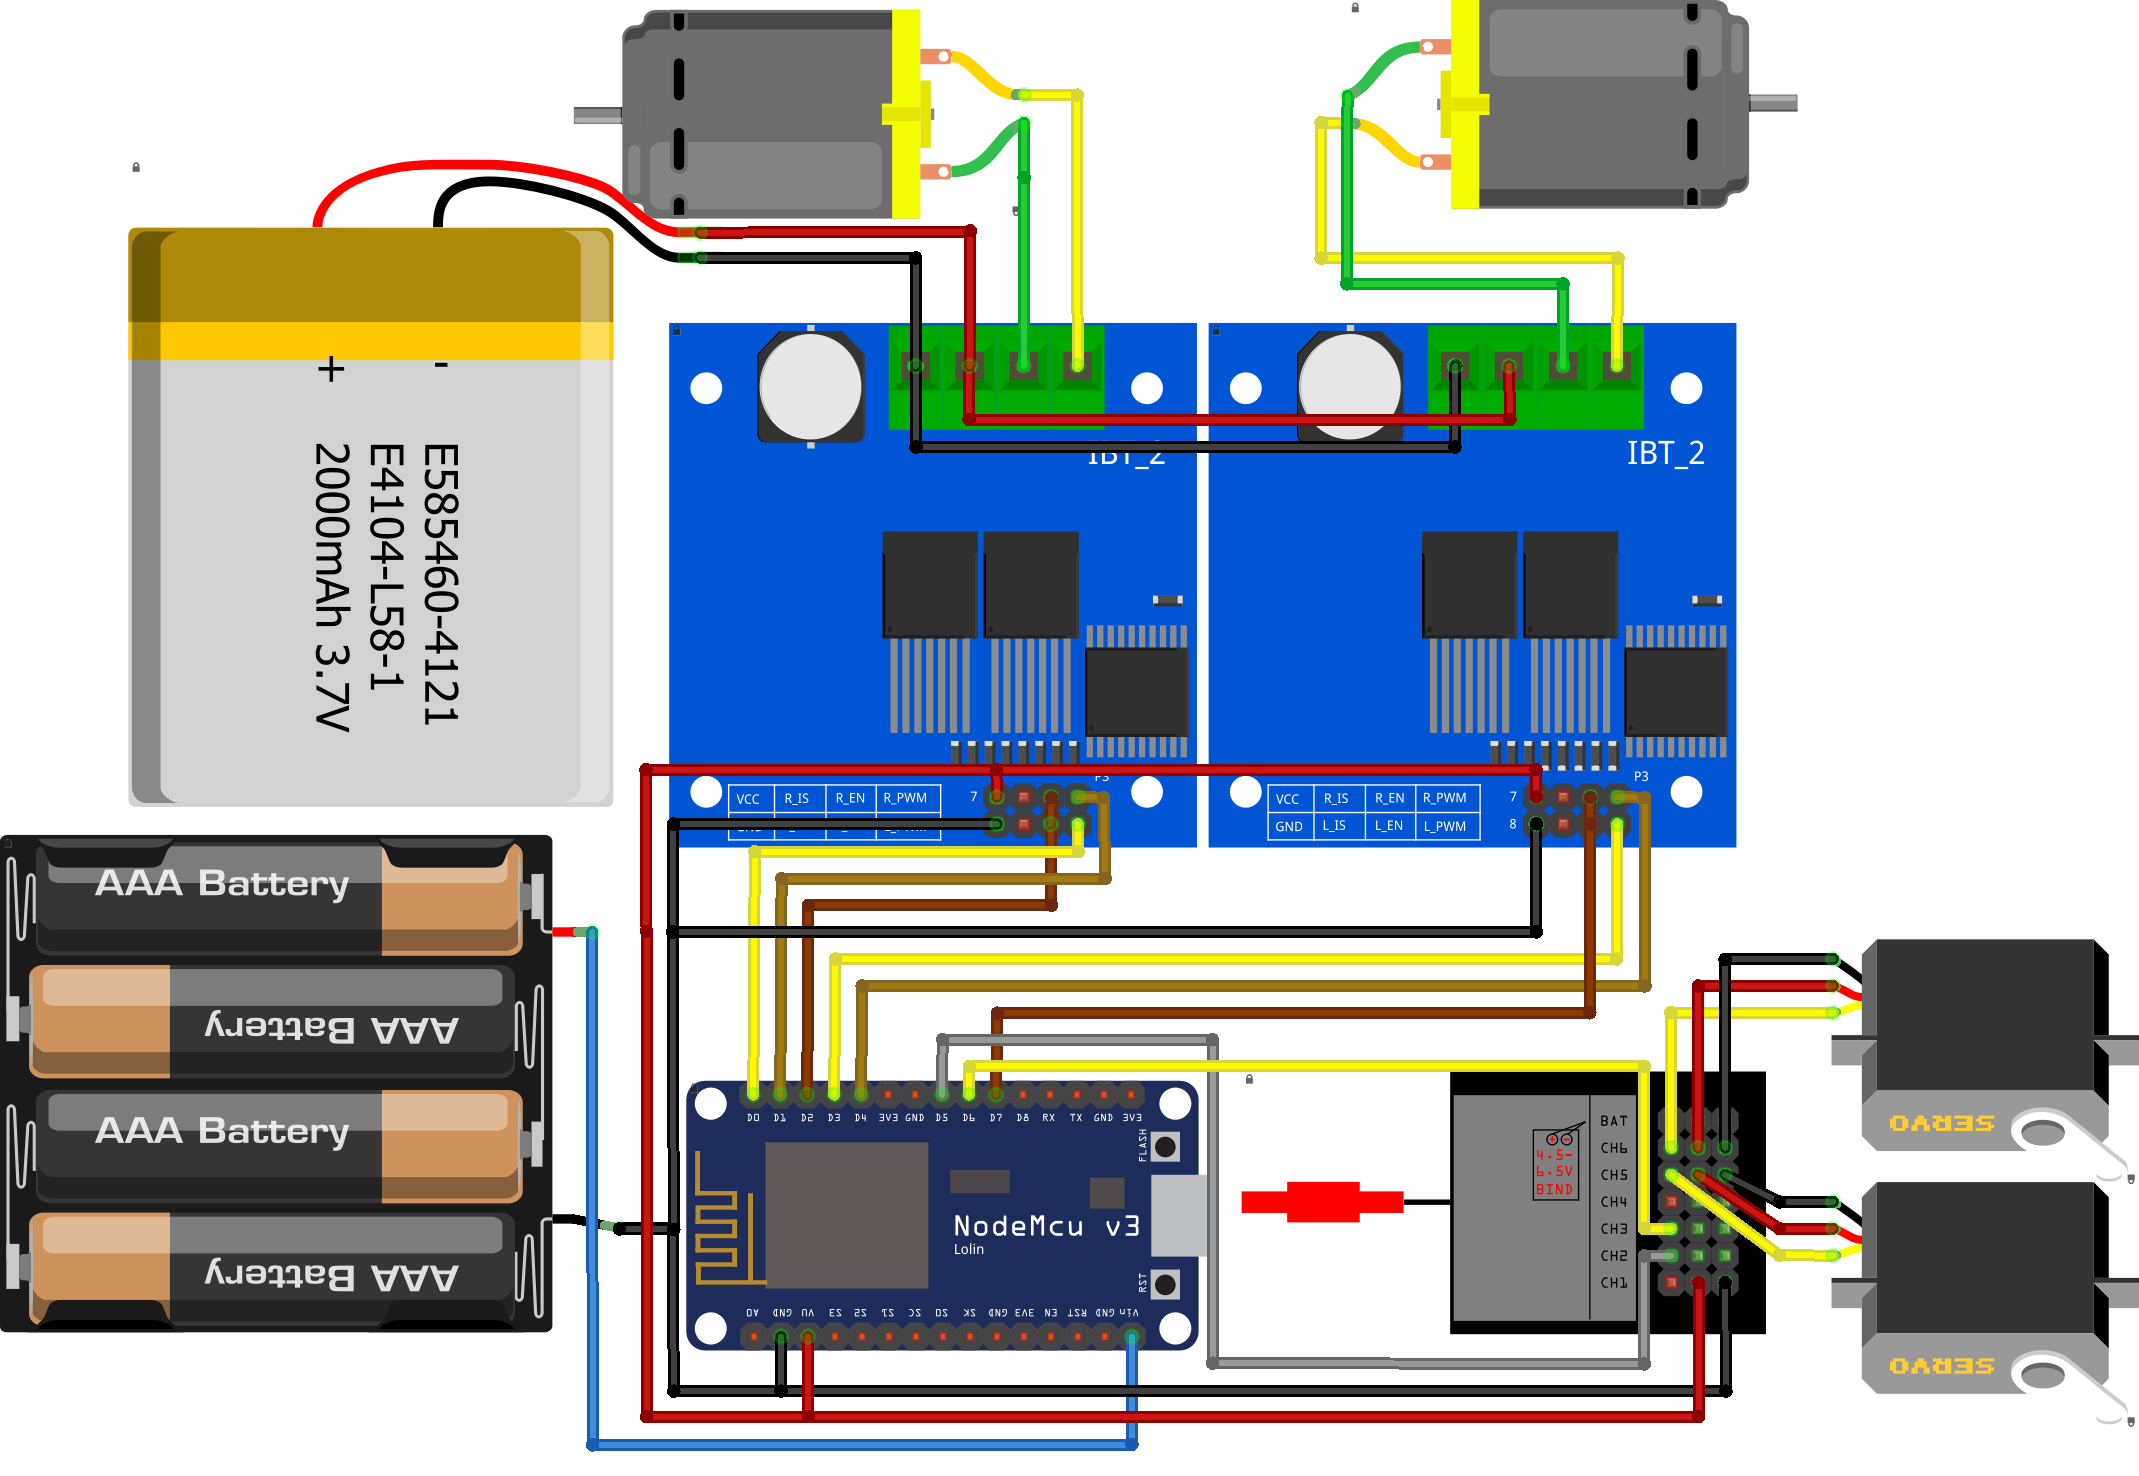 + -
E585460-4121
E4104-L58-1
2000mAh 3.7V
IBT_2
IBT_2
P3
P3
VCC R_IS R_EN R_PWM
7
VCC R_IS R_EN R_PWM
7
GND L_IS L_EN L_PWM
8
AAA Battery
AAA Battery
AAA Battery
AAA Battery
D0 D1 D2 D3 D4 3V3 GND D5 D6 D7 D8 RX TX GND 3V3
FLASH
NodeMcu v3
Lolin
RST
A0 GND VU S3 S2 S1 SC SO SK GND 3V3 EN RST GND Vin
BAT
CH6
CH5
CH4
CH3
CH2
CH1
+ -
4.5-
6.5V
BIND
SERVO
SERVO